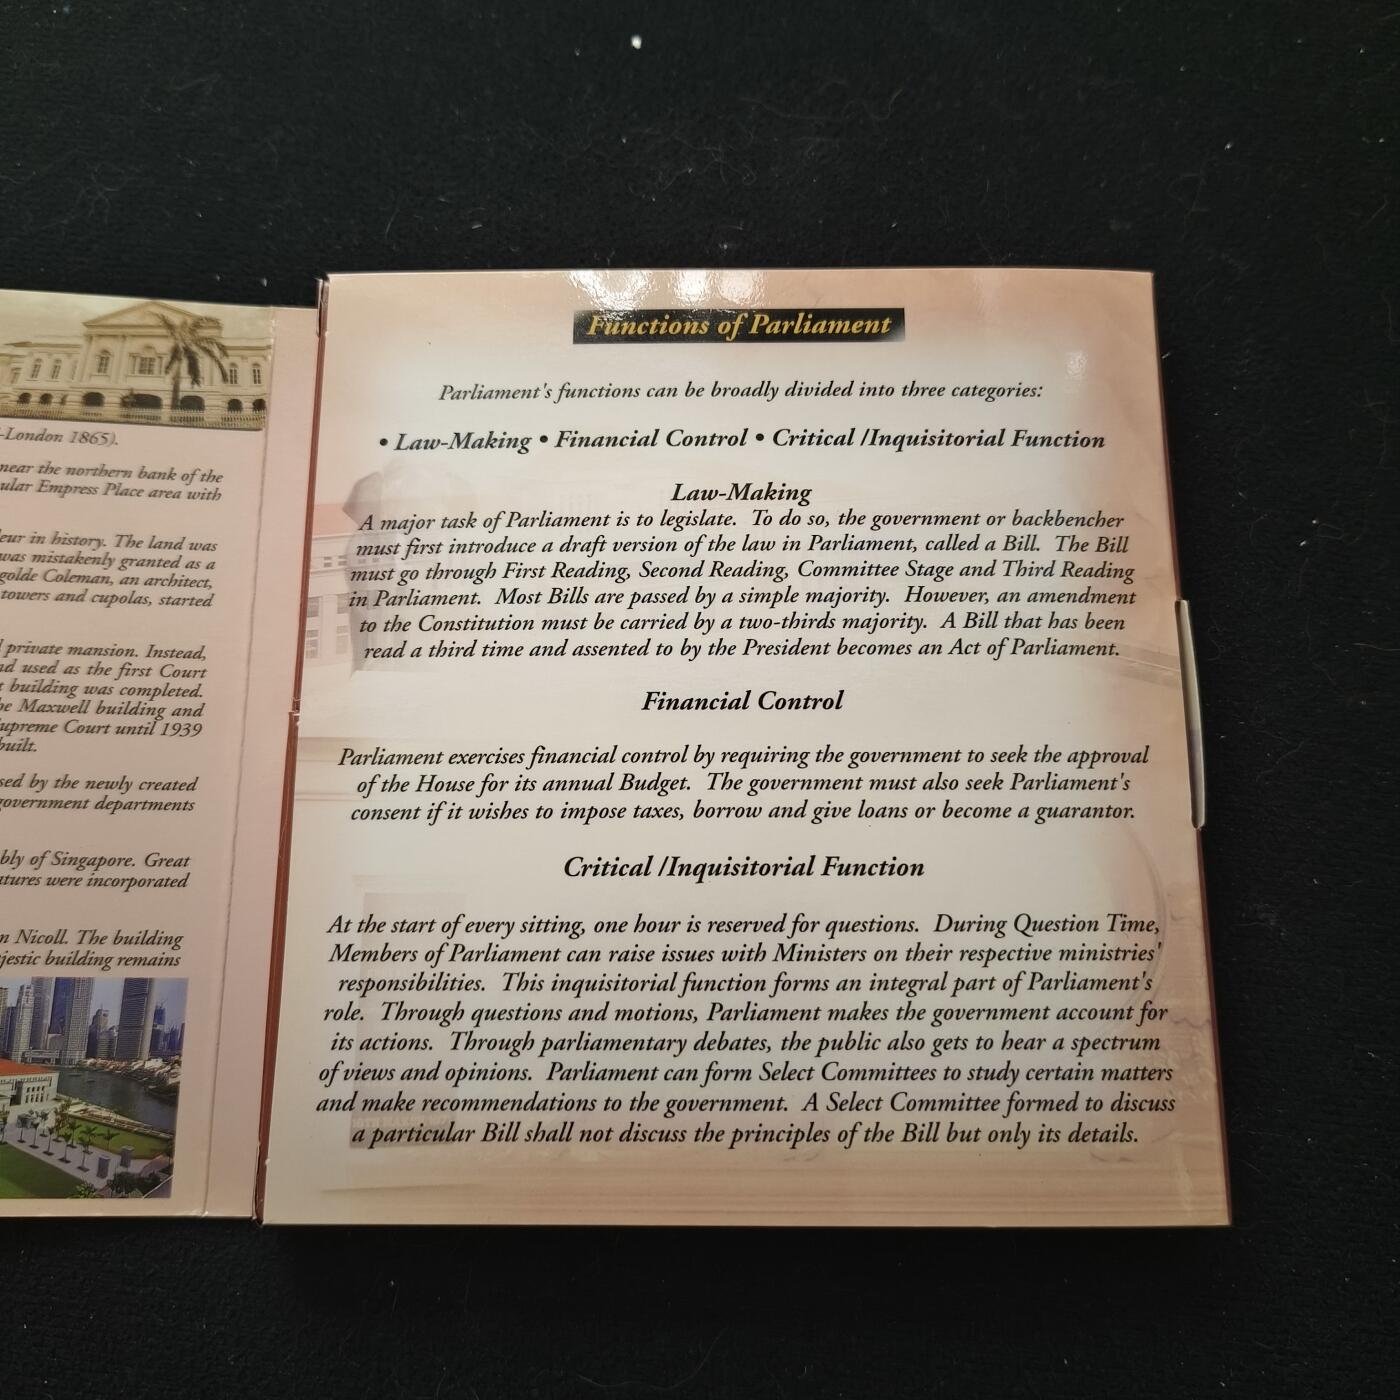 -London 1865).
near the northern bank of the
ular Empress Place area with
eur in history. The land was
was mistakenly granted as a
golde Coleman, an architect,
towers and cupolas, started
private mansion. Instead,
nd used as the first Court
t building was completed.
he Maxwell building and
upreme Court until 1939
built.
sed by the newly created
government departments
bly of Singapore. Great
atures were incorporated
n Nicoll. The building
jestic building remains
Functions of Parliament
Parliament's functions can be broadly divided into three categories:
• Law-Making • Financial Control • Critical /Inquisitorial Function
Law-Making
A major task of Parliament is to legislate. To do so, the government or backbencher
must first introduce a draft version of the law in Parliament, called a Bill. The Bill
must go through First Reading, Second Reading, Committee Stage and Third Reading
in Parliament. Most Bills are passed by a simple majority. However, an amendment
to the Constitution must be carried by a two-thirds majority. A Bill that has been
read a third time and assented to by the President becomes an Act of Parliament.
Financial Control
Parliament exercises financial control by requiring the government to seek the approval
of the House for its annual Budget. The government must also seek Parliament's
consent if it wishes to impose taxes, borrow and give loans or become a guarantor.
Critical /Inquisitorial Function
At the start of every sitting, one hour is reserved for questions. During Question Time,
Members of Parliament can raise issues with Ministers on their respective ministries'
responsibilities. This inquisitorial function forms an integral part of Parliament's
role. Through questions and motions, Parliament makes the government account for
its actions. Through parliamentary debates, the public also gets to hear a spectrum
of views and opinions. Parliament can form Select Committees to study certain matters
and make recommendations to the government. A Select Committee formed to discuss
a particular Bill shall not discuss the principles of the Bill but only its details.